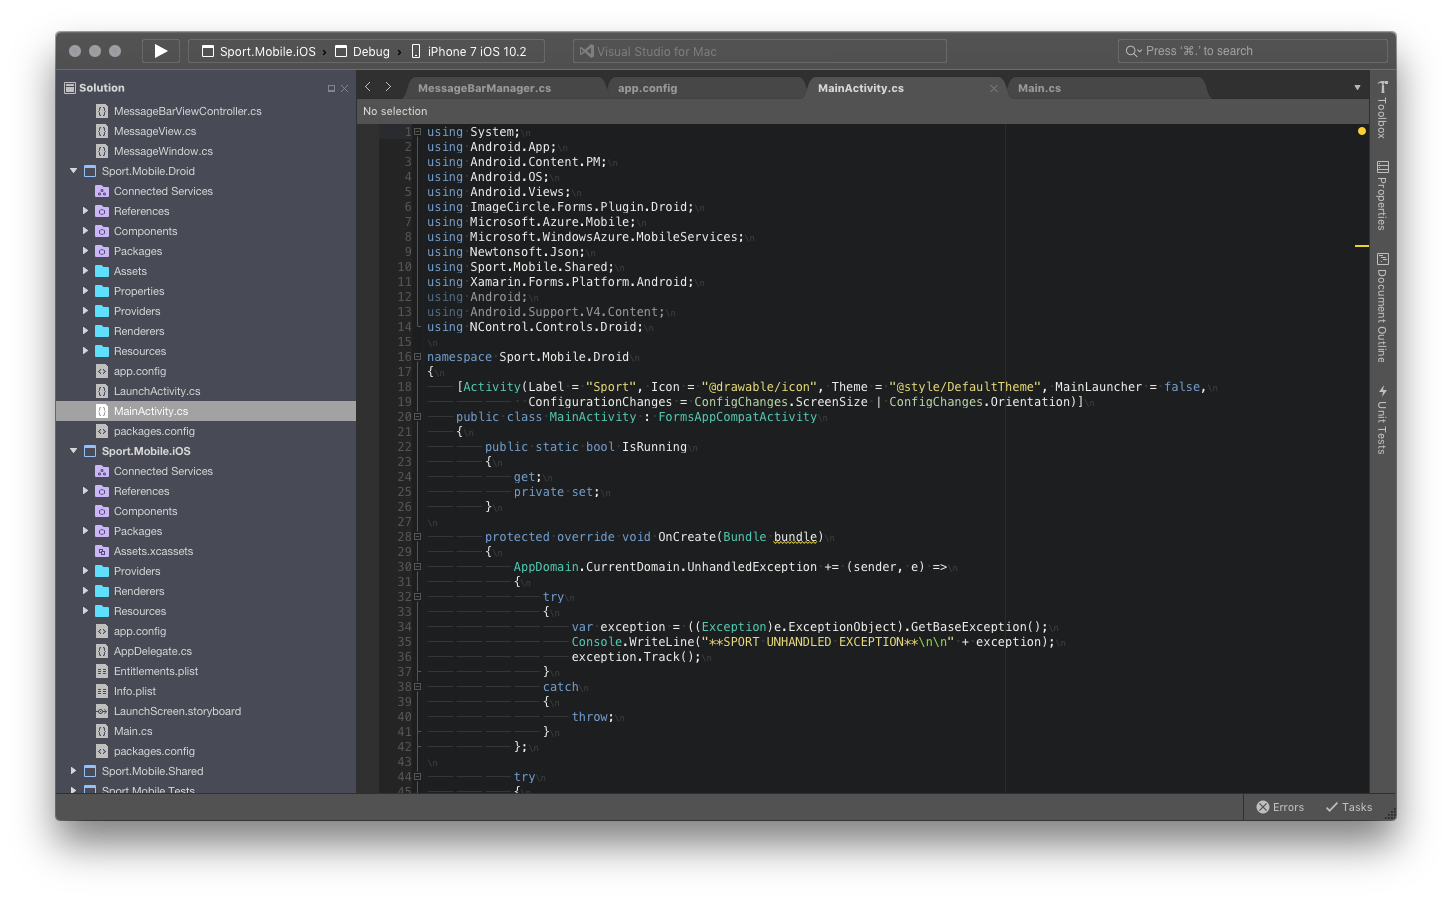 Sport.Mobile.iOS › Debug › iPhone 7 iOS 10.2
Visual Studio for Mac
Press '⌘.' to search
Solution
MessageBarViewController.cs
MessageView.cs
MessageWindow.cs
Sport.Mobile.Droid
Connected Services
References
Components
Packages
Assets
Properties
Providers
Renderers
Resources
app.config
LaunchActivity.cs
MainActivity.cs
packages.config
Sport.Mobile.iOS
Connected Services
References
Components
Packages
Assets.xcassets
Providers
Renderers
Resources
app.config
AppDelegate.cs
Entitlements.plist
Info.plist
LaunchScreen.storyboard
Main.cs
packages.config
Sport.Mobile.Shared
Sport.Mobile.Tests
MessageBarManager.cs app.config MainActivity.cs Main.cs
No selection
1 using System;\n
2 using Android.App;\n
3 using Android.Content.PM;\n
4 using Android.OS;\n
5 using Android.Views;\n
6 using ImageCircle.Forms.Plugin.Droid;\n
7 using Microsoft.Azure.Mobile;\n
8 using Microsoft.WindowsAzure.MobileServices;\n
9 using Newtonsoft.Json;\n
10 using Sport.Mobile.Shared;\n
11 using Xamarin.Forms.Platform.Android;\n
12 using Android;\n
13 using Android.Support.V4.Content;\n
14 using NControl.Controls.Droid;\n
15 \n
16 namespace Sport.Mobile.Droid\n
17 {\n
18 [Activity(Label = "Sport", Icon = "@drawable/icon", Theme = "@style/DefaultTheme", MainLauncher = false,\n
19 ConfigurationChanges = ConfigChanges.ScreenSize | ConfigChanges.Orientation)]\n
20 public class MainActivity : FormsAppCompatActivity\n
21 {\n
22 public static bool IsRunning\n
23 {\n
24 get;\n
25 private set;\n
26 }\n
27 \n
28 protected override void OnCreate(Bundle bundle)\n
29 {\n
30 AppDomain.CurrentDomain.UnhandledException += (sender, e) =>\n
31 {\n
32 try\n
33 {\n
34 var exception = ((Exception)e.ExceptionObject).GetBaseException();\n
35 Console.WriteLine("**SPORT UNHANDLED EXCEPTION**\n\n" + exception);\n
36 exception.Track();\n
37 }\n
38 catch\n
39 {\n
40 throw;\n
41 }\n
42 };\n
43 \n
44 try\n
45 {\n
Toolbox
Properties
Document Outline
Unit Tests
Errors Tasks